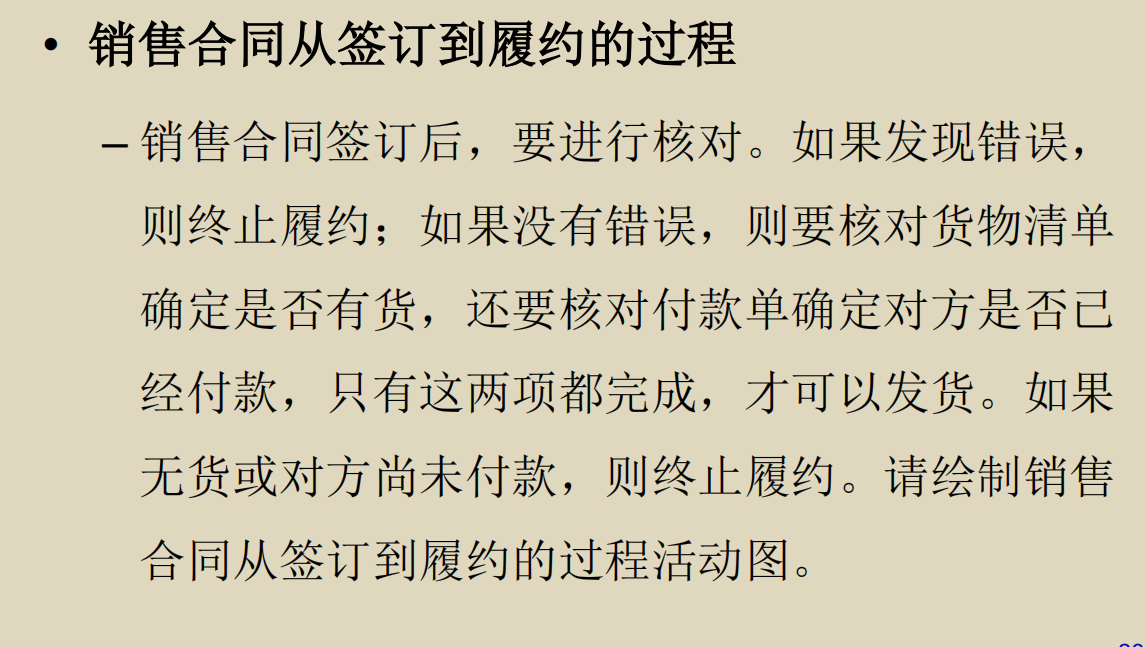 • 销售合同从签订到履约的过程
– 销售合同签订后，要进行核对。如果发现错误，
则终止履约；如果没有错误，则要核对货物清单
确定是否有货，还要核对付款单确定对方是否已
经付款，只有这两项都完成，才可以发货。如果
无货或对方尚未付款，则终止履约。请绘制销售
合同从签订到履约的过程活动图。